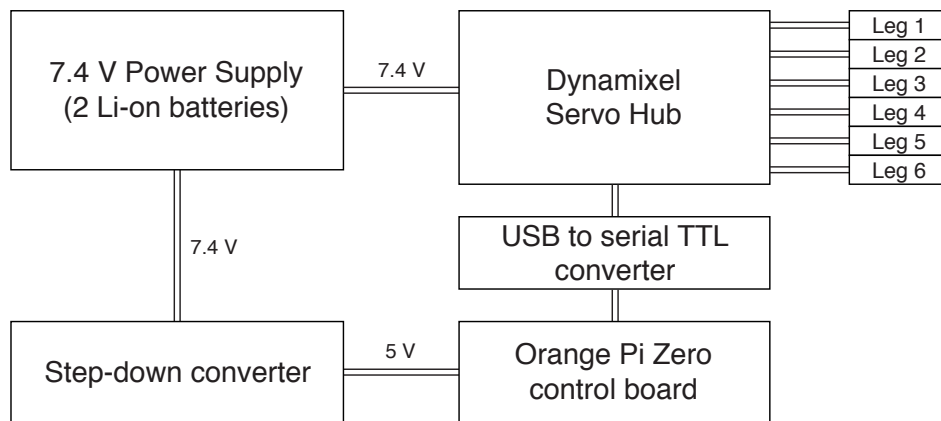 7.4 V Power Supply
(2 Li-on batteries)
7.4 V
Dynamixel
Servo Hub
Leg 1
Leg 2
Leg 3
Leg 4
Leg 5
Leg 6
7.4 V
USB to serial TTL
converter
Step-down converter
5 V
Orange Pi Zero
control board